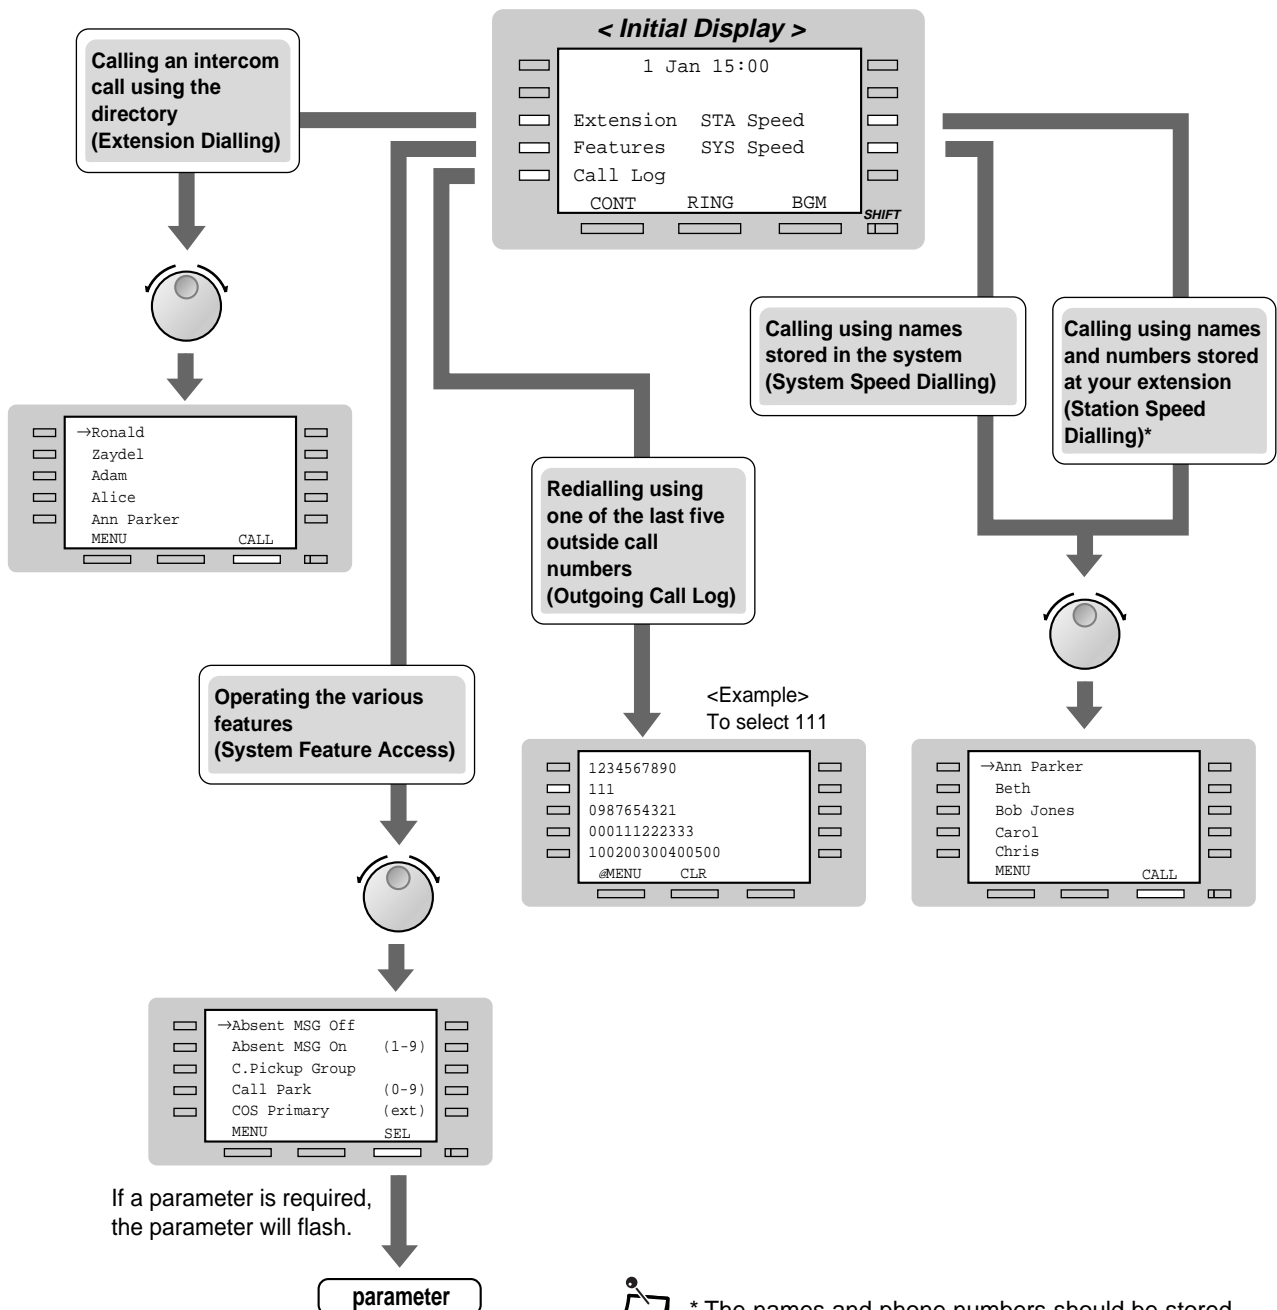 < Initial Display >
1 Jan 15:00
Extension STA Speed
Features SYS Speed
Call Log
CONT RING BGM
SHIFT
Calling an intercom
call using the
directory
(Extension Dialling)
→Ronald
Zaydel
Adam
Alice
Ann Parker
MENU CALL
Operating the various
features
(System Feature Access)
→Absent MSG Off
Absent MSG On (1-9)
C.Pickup Group
Call Park (0-9)
COS Primary (ext)
MENU SEL
If a parameter is required,
the parameter will flash.
parameter
Redialling using
one of the last five
outside call
numbers
(Outgoing Call Log)
<Example>
To select 111
1234567890
111
0987654321
000111222333
100200300400500
@MENU CLR
Calling using names
stored in the system
(System Speed Dialling)
Calling using names
and numbers stored
at your extension
(Station Speed
Dialling)*
→Ann Parker
Beth
Bob Jones
Carol
Chris
MENU CALL
* The names and phone numbers should be stored